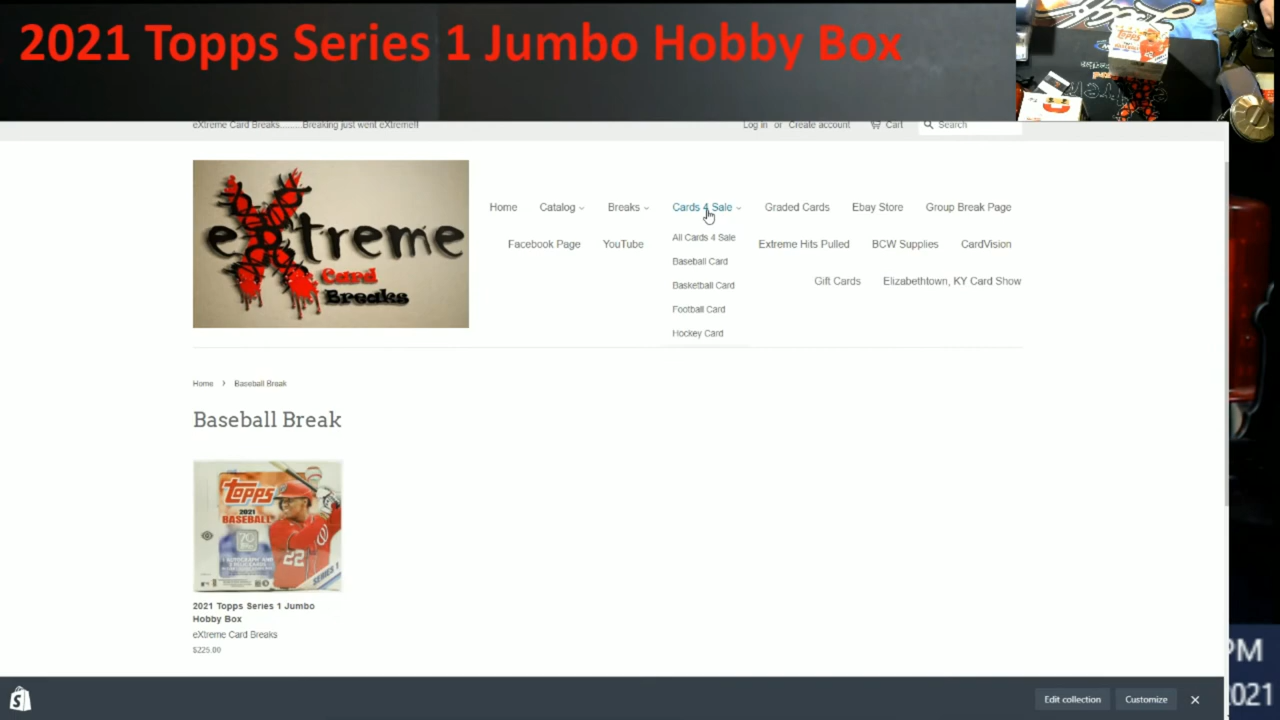 2021 Topps Series 1 Jumbo Hobby Box
eXtreme Card Breaks........Breaking just went eXtreme!!
Log in or Create account Cart Search
eXtreme
Card
Breaks
Home Catalog Breaks Cards 4 Sale Graded Cards Ebay Store Group Break Page
Facebook Page YouTube All Cards 4 Sale Extreme Hits Pulled BCW Supplies CardVision
Baseball Card
Basketball Card Gift Cards Elizabethtown, KY Card Show
Football Card
Hockey Card
Home › Baseball Break
Baseball Break
TOPPS
2021
BASEBALL
22
SERIES 1
2021 Topps Series 1 Jumbo
Hobby Box
eXtreme Card Breaks
$225.00
Edit collection Customize
PM
2021